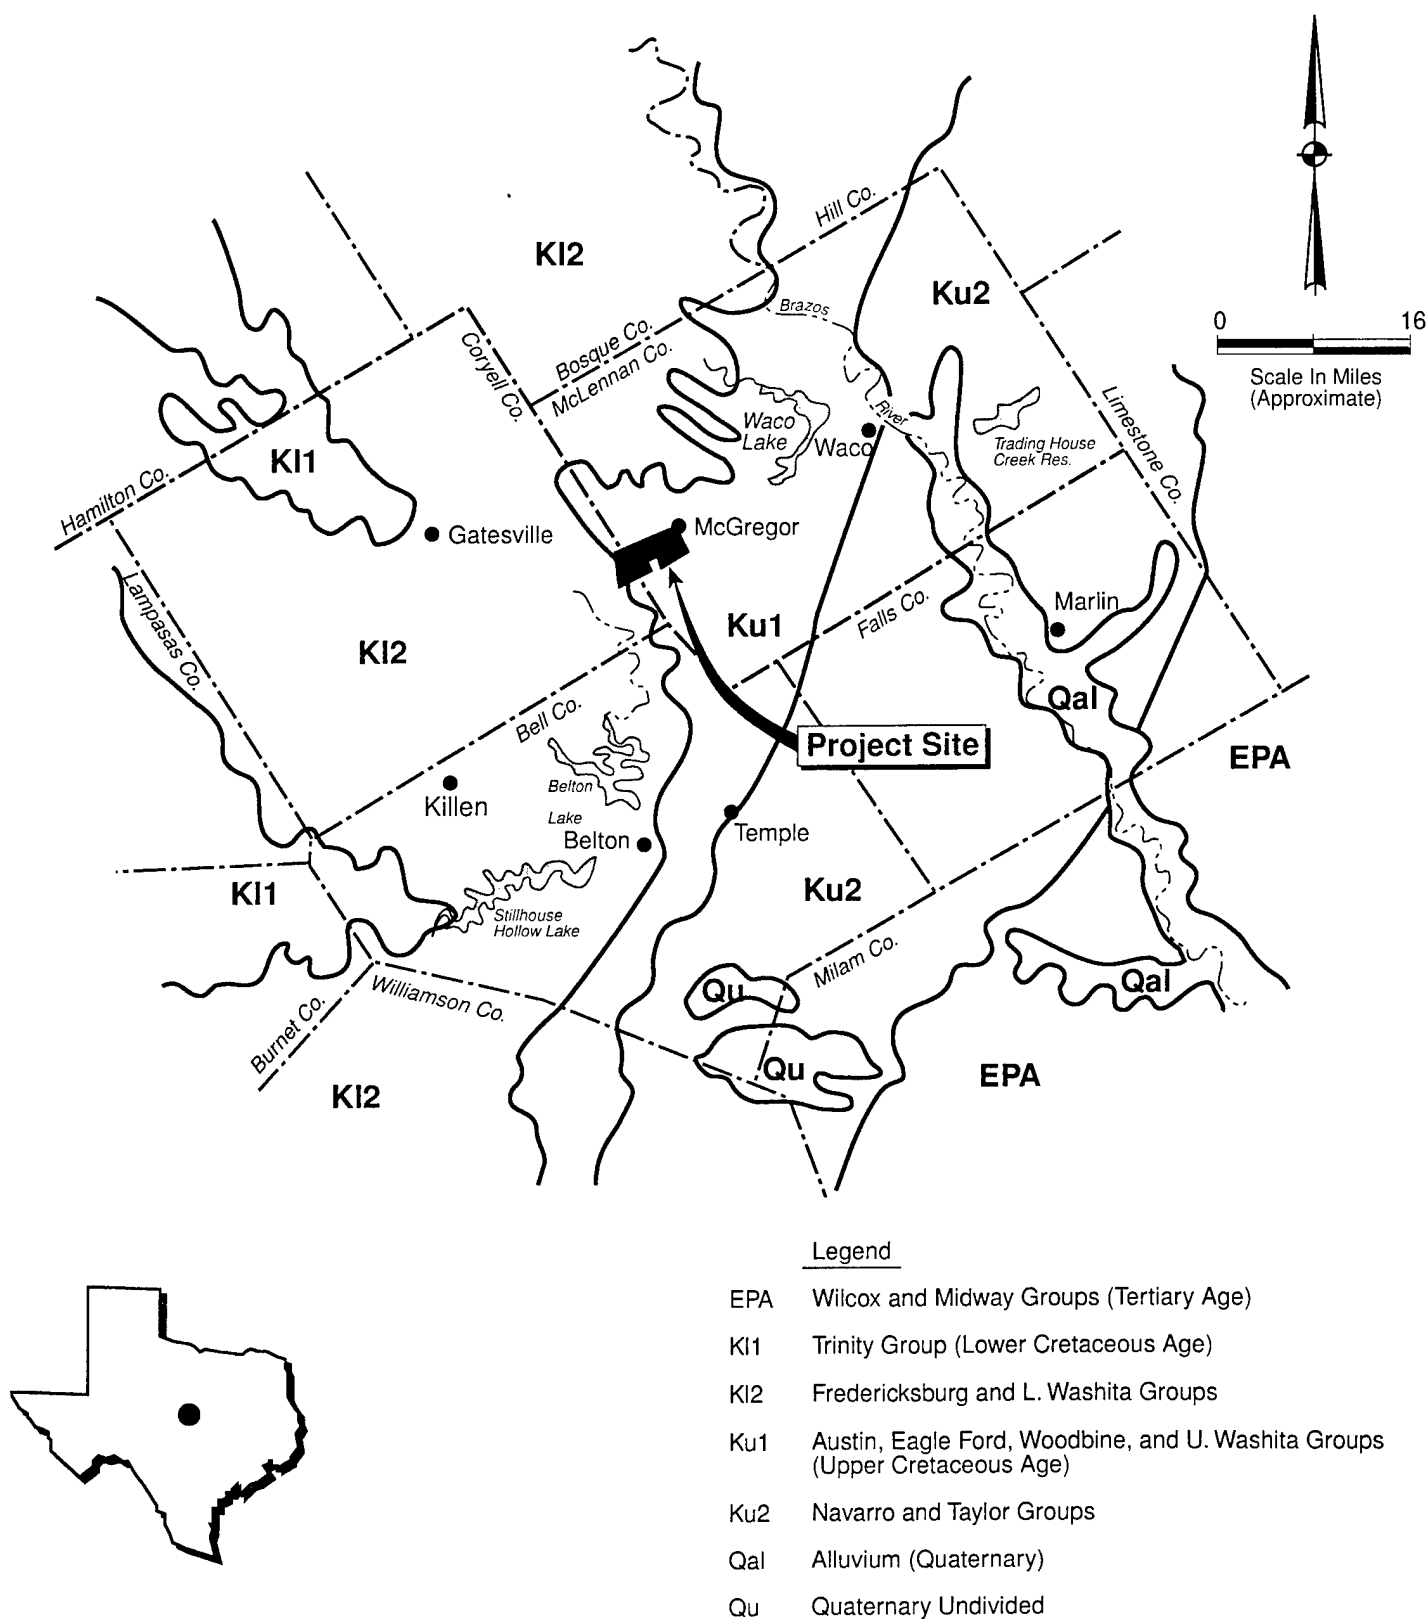 Hill Co.
Kl2
Ku2
Brazos
0 16
Scale In Miles
(Approximate)
Bosque Co.
McLennan Co.
Coryell Co.
River
Waco
Lake
Waco
Trading House
Creek Res.
Limestone Co.
Kl1
Hamilton Co.
Gatesville
McGregor
Lampasas Co.
Kl2
Ku1
Falls Co.
Marlin
Qal
Bell Co.
Project Site
EPA
Belton
Lake
Killen
Belton
Temple
Kl1
Stillhouse
Hollow Lake
Ku2
Milam Co.
Qu
Qal
Williamson Co.
Burnet Co.
Qu
EPA
Kl2
Legend
EPA Wilcox and Midway Groups (Tertiary Age)
Kl1 Trinity Group (Lower Cretaceous Age)
Kl2 Fredericksburg and L. Washita Groups
Ku1 Austin, Eagle Ford, Woodbine, and U. Washita Groups
(Upper Cretaceous Age)
Ku2 Navarro and Taylor Groups
Qal Alluvium (Quaternary)
Qu Quaternary Undivided